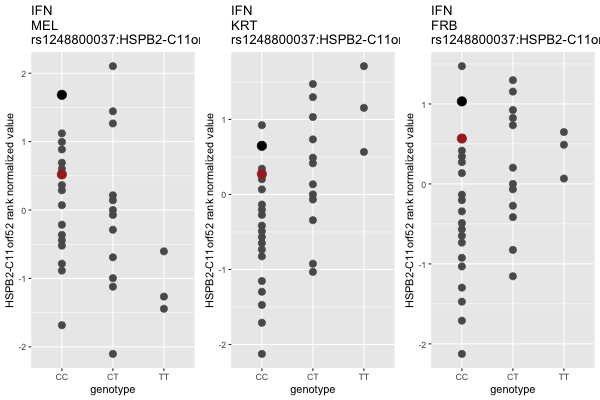 IFN
MEL
rs1248800037:HSPB2-C11or
HSPB2-C11orf52 rank normalized value
2
1
0
-1
-2
CC CT TT
genotype
IFN
KRT
rs1248800037:HSPB2-C11or
HSPB2-C11orf52 rank normalized value
1
0
-1
-2
CC CT TT
genotype
IFN
FRB
rs1248800037:HSPB2-C11or
HSPB2-C11orf52 rank normalized value
1
0
-1
-2
CC CT TT
genotype